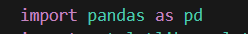 import pandas as pd